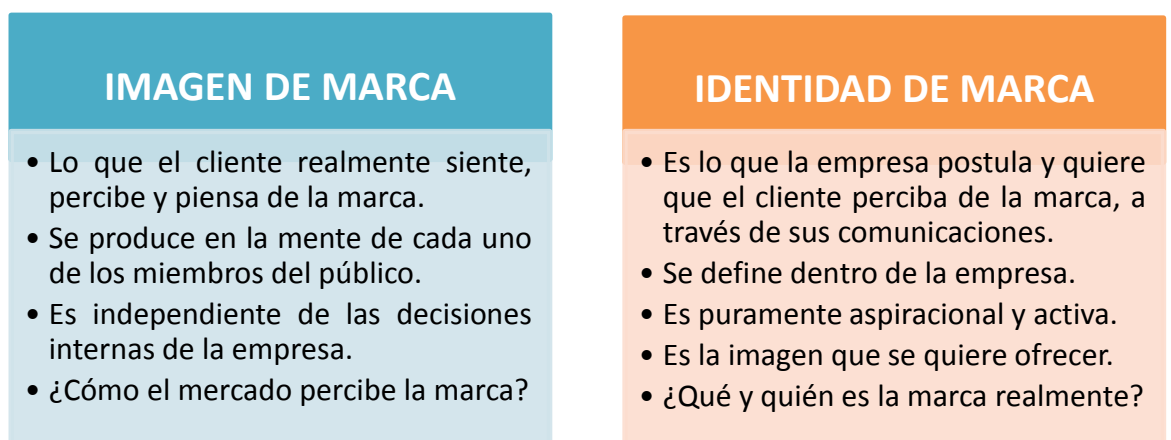 IMAGEN DE MARCA
• Lo que el cliente realmente siente,
percibe y piensa de la marca.
• Se produce en la mente de cada uno
de los miembros del público.
• Es independiente de las decisiones
internas de la empresa.
• ¿Cómo el mercado percibe la marca?
IDENTIDAD DE MARCA
• Es lo que la empresa postula y quiere
que el cliente perciba de la marca, a
través de sus comunicaciones.
• Se define dentro de la empresa.
• Es puramente aspiracional y activa.
• Es la imagen que se quiere ofrecer.
• ¿Qué y quién es la marca realmente?